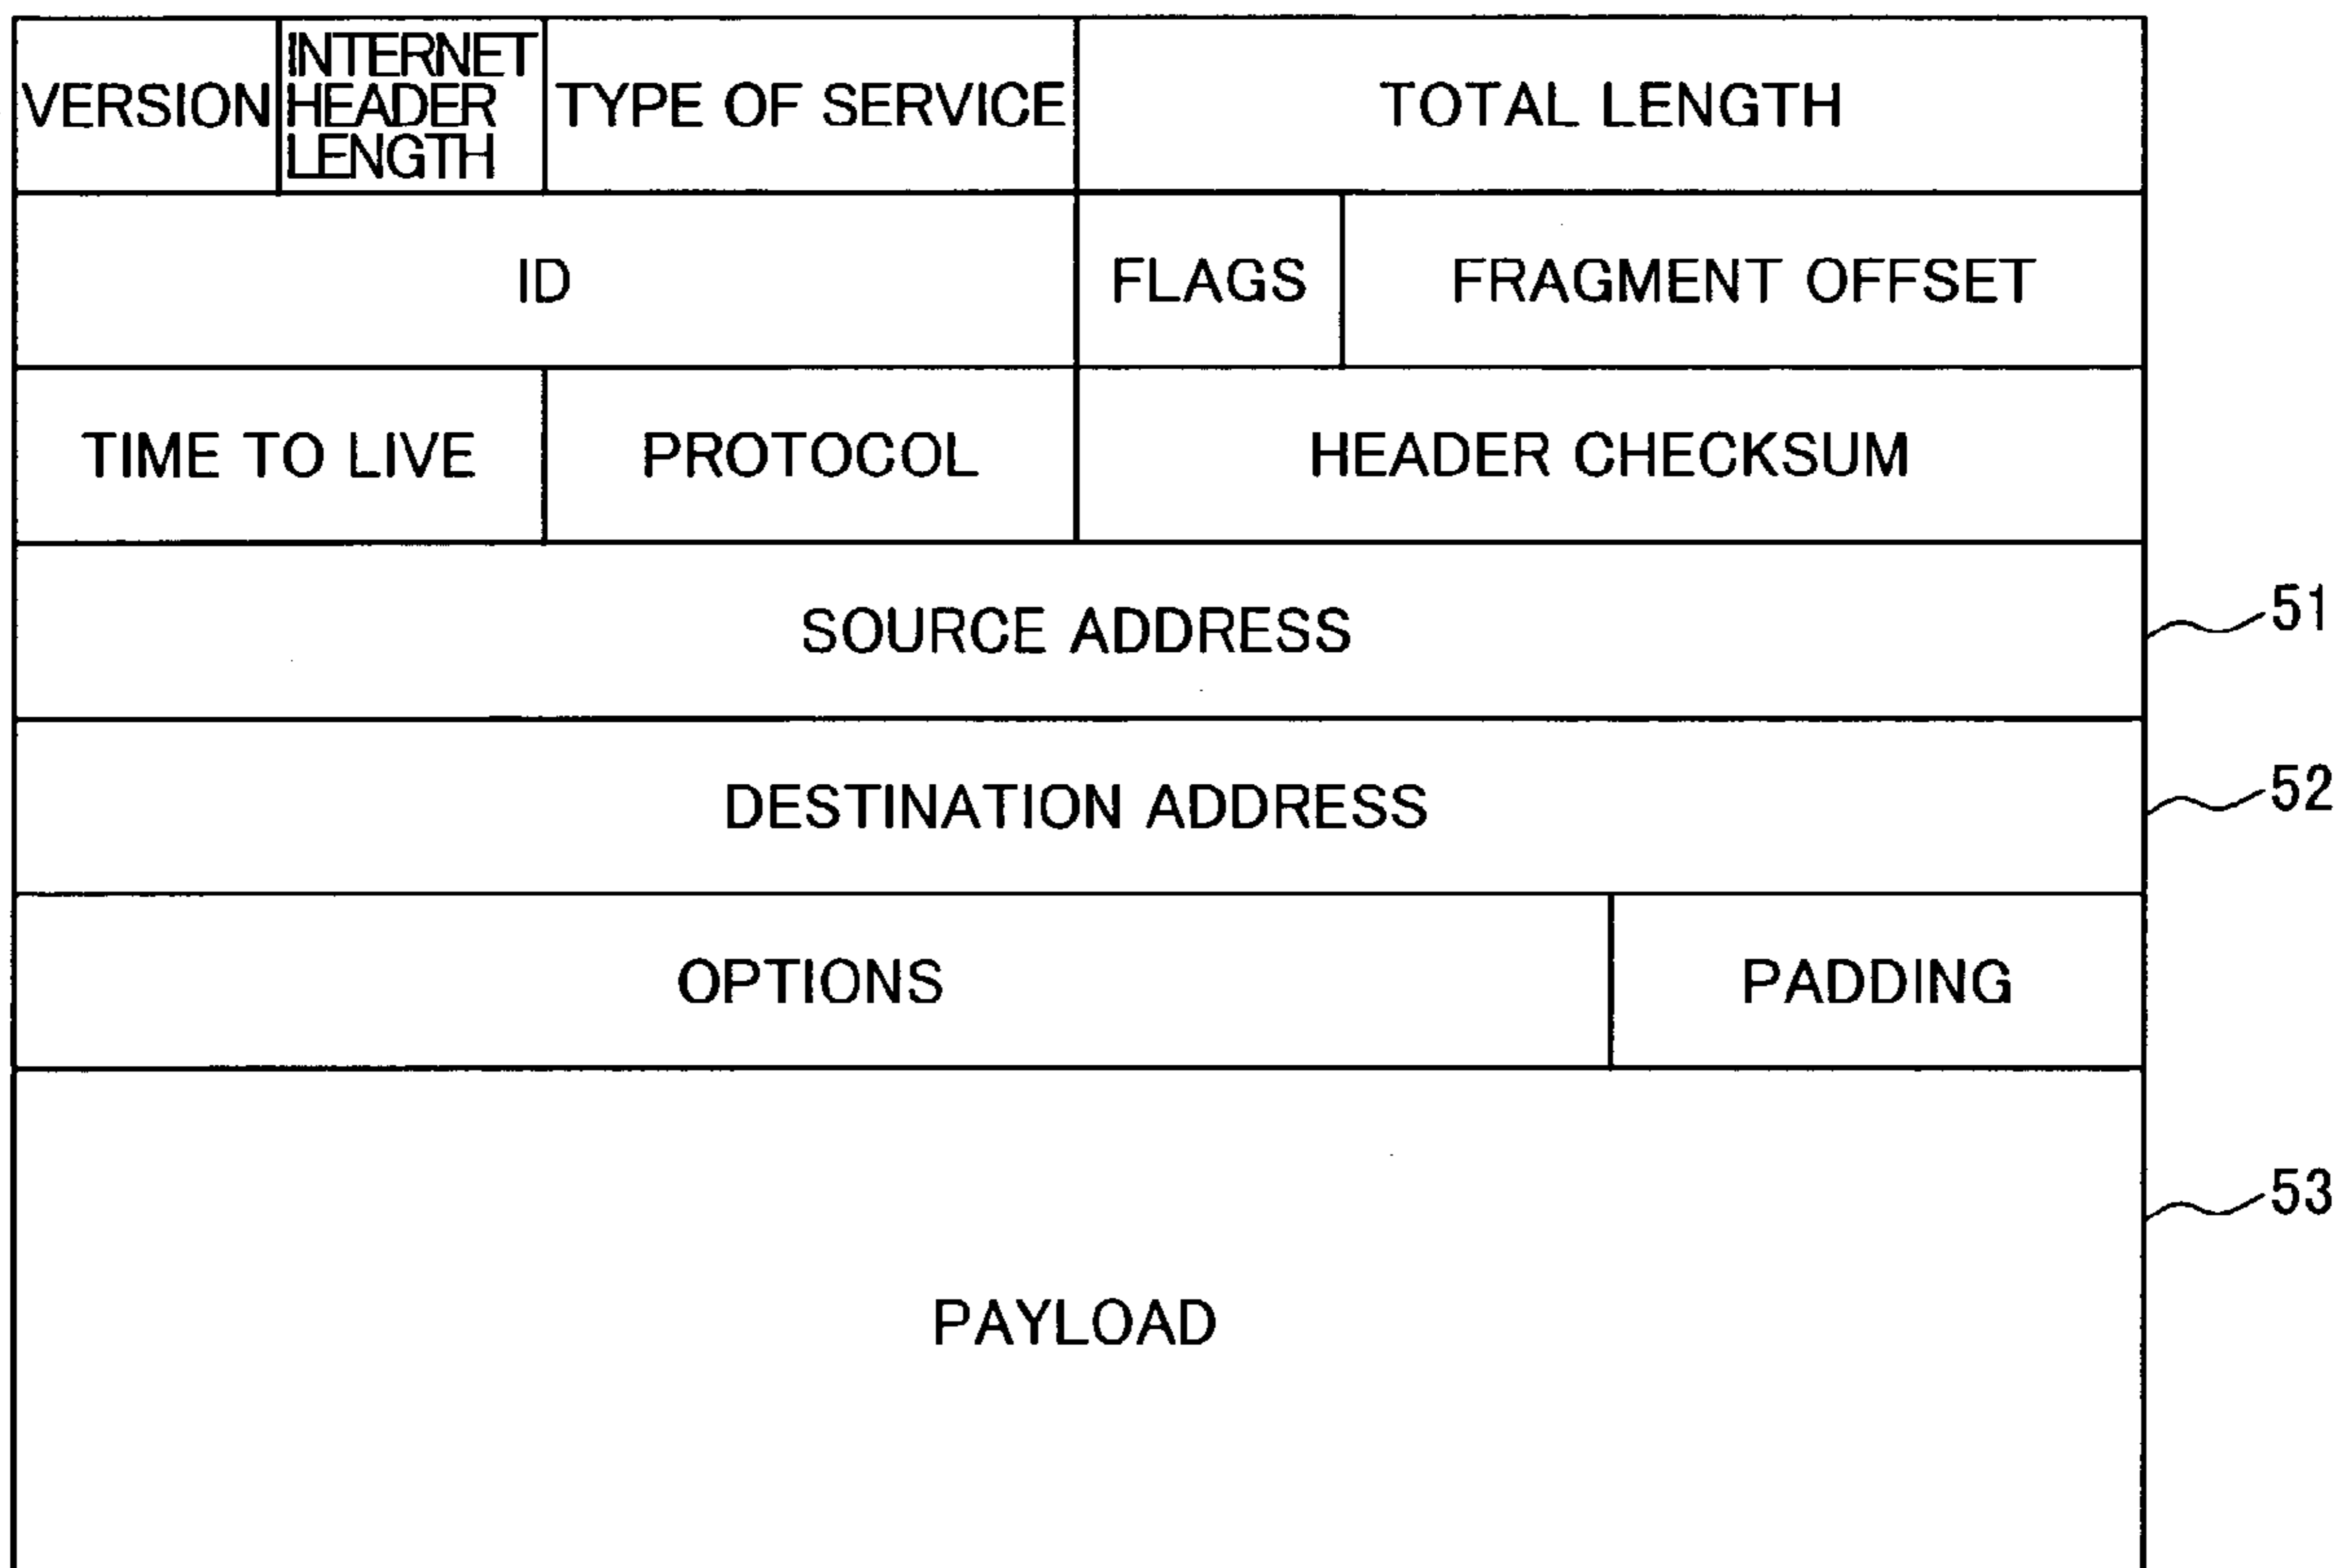 VERSION
INTERNET
HEADER
LENGTH
TYPE OF SERVICE
TOTAL LENGTH
ID
FLAGS
FRAGMENT OFFSET
TIME TO LIVE
PROTOCOL
HEADER CHECKSUM
SOURCE ADDRESS
51
DESTINATION ADDRESS
52
OPTIONS
PADDING
53
PAYLOAD